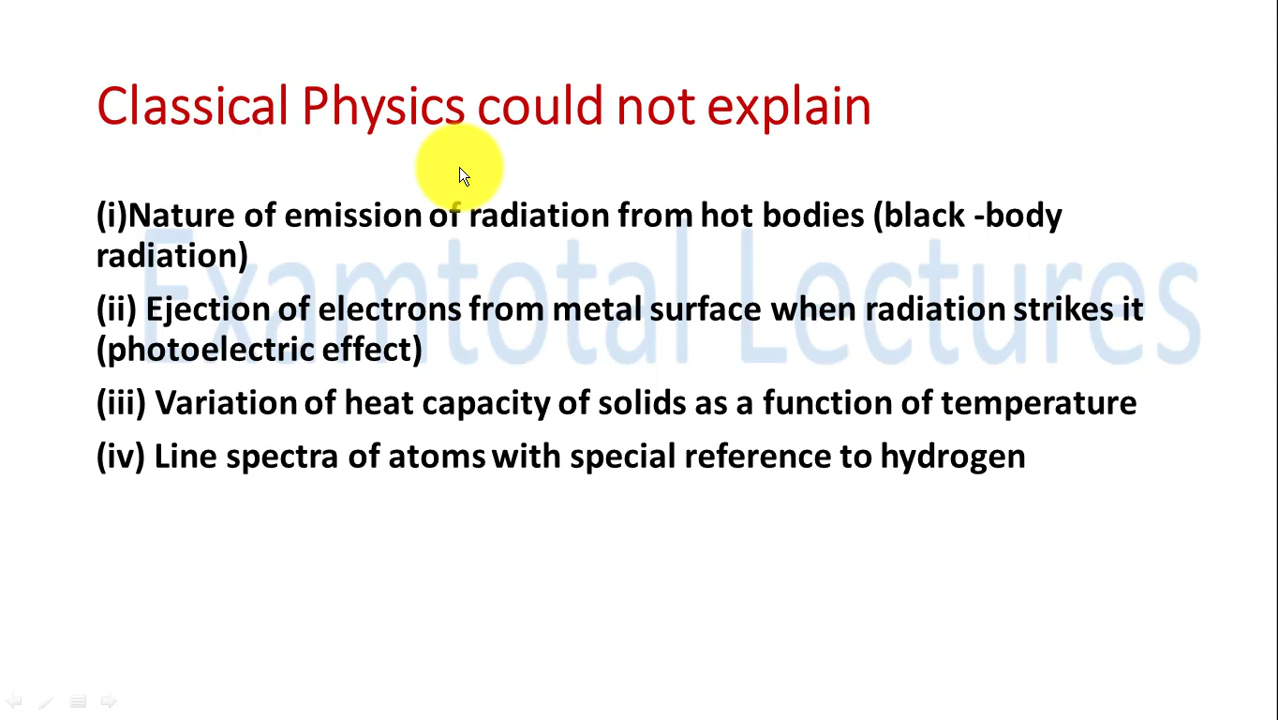 Classical Physics could not explain
(i)Nature of emission of radiation from hot bodies (black -body
radiation)
(ii) Ejection of electrons from metal surface when radiation strikes it
(photoelectric effect)
(iii) Variation of heat capacity of solids as a function of temperature
(iv) Line spectra of atoms with special reference to hydrogen
Examtotal Lectures